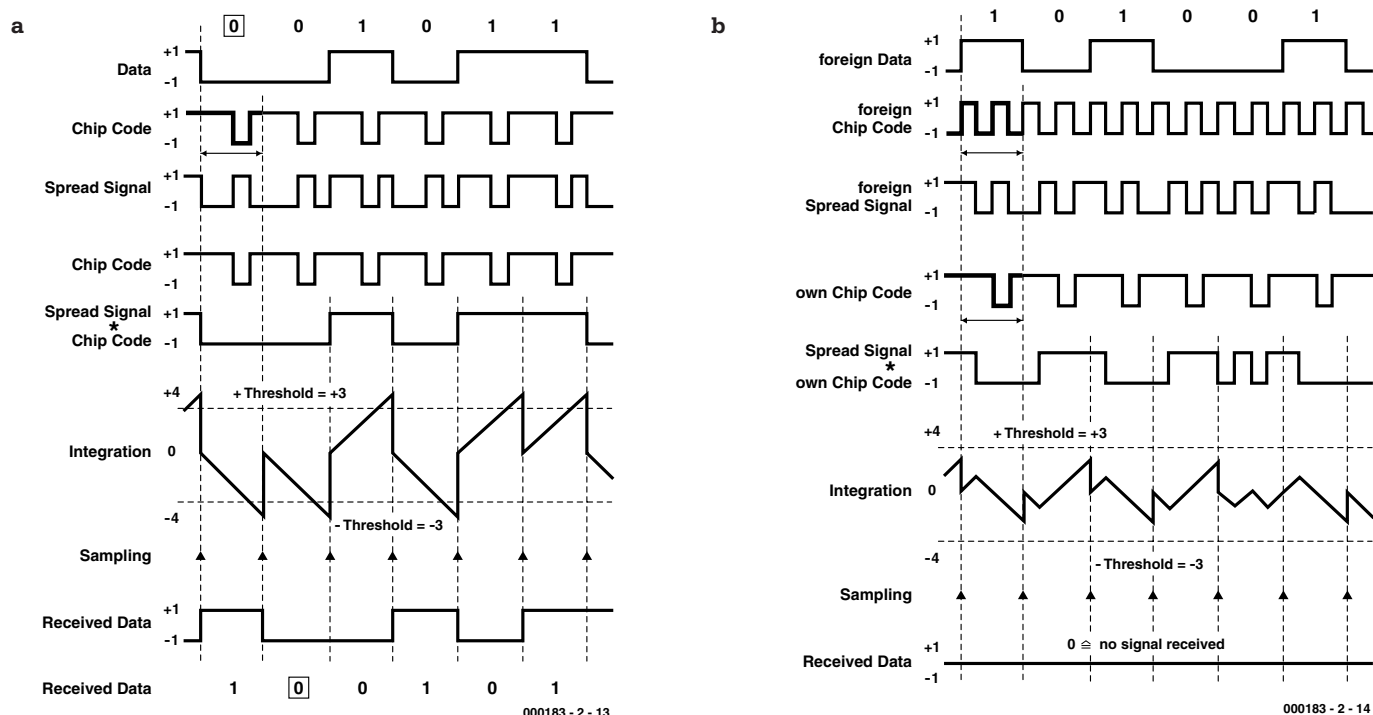 a
0 0 1 0 1 1
Data
+1
-1
Chip Code
+1
-1
Spread Signal
+1
-1
Chip Code
+1
-1
Spread Signal
*
Chip Code
+1
-1
Integration
+4
0
-4
+ Threshold = +3
- Threshold = -3
Sampling
Received Data
+1
-1
Received Data
1 0 0 1 0 1
000183 - 2 - 13
b
1 0 1 0 0 1
foreign Data
+1
-1
foreign
Chip Code
+1
-1
foreign
Spread Signal
+1
-1
own Chip Code
+1
-1
Spread Signal
*
own Chip Code
+1
-1
Integration
+4
0
-4
+ Threshold = +3
- Threshold = -3
Sampling
Received Data
+1
-1
0 ≙ no signal received
000183 - 2 - 14